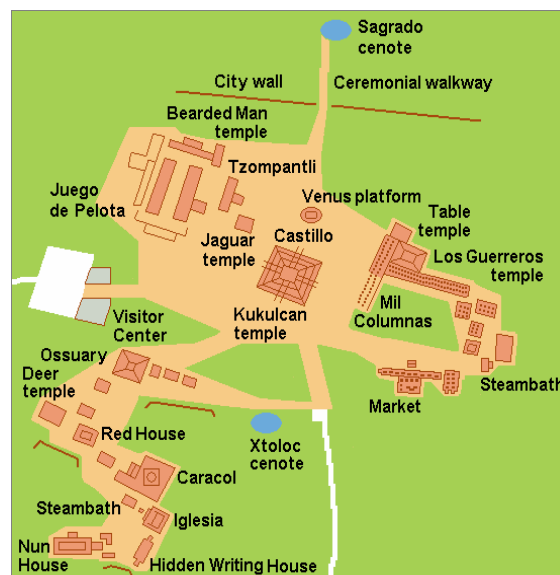 Sagrado
cenote
City wall
Ceremonial walkway
Bearded Man
temple
Tzompantli
Juego
de Pelota
Venus platform
Table
temple
Jaguar
temple
Castillo
Los Guerreros
temple
Mil
Columnas
Kukulcan
temple
Visitor
Center
Ossuary
Deer
temple
Steambath
Market
Red House
Xtoloc
cenote
Caracol
Steambath
Iglesia
Nun
House
Hidden Writing House